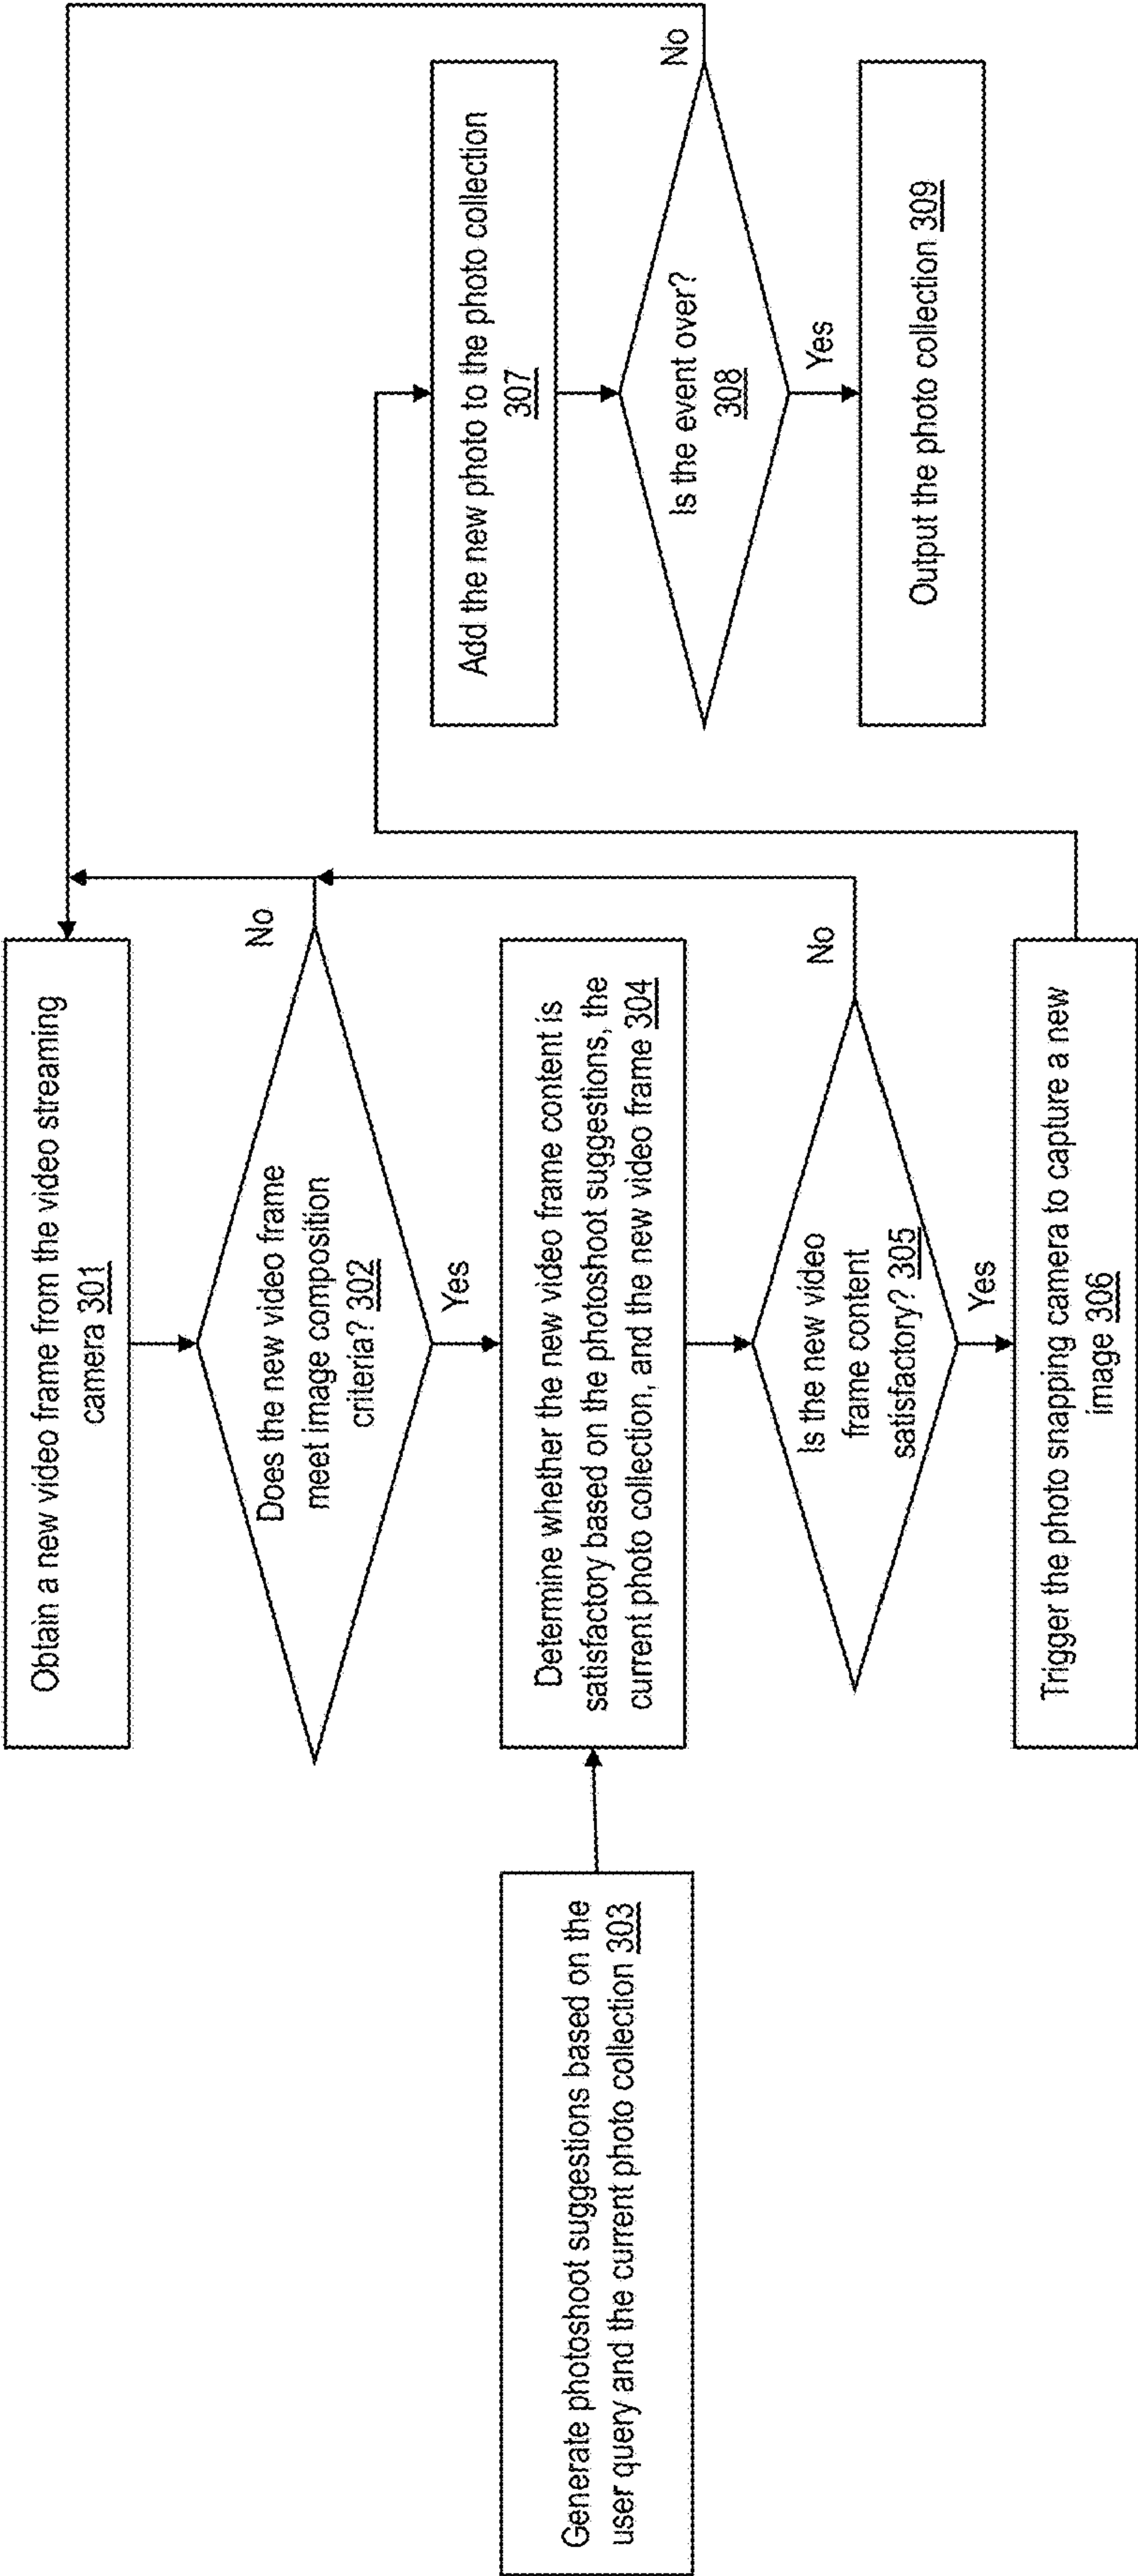 Obtain a new video frame from the video streaming
camera 301
Does the new video frame
meet image composition
criteria? 302
No
Yes
Generate photoshoot suggestions based on the
user query and the current photo collection 303
Determine whether the new video frame content is
satisfactory based on the photoshoot suggestions, the
current photo collection, and the new video frame 304
Is the new video
frame content
satisfactory? 305
No
Yes
Trigger the photo snapping camera to capture a new
image 306
Add the new photo to the photo collection
307
Is the event over?
308
No
Yes
Output the photo collection 309